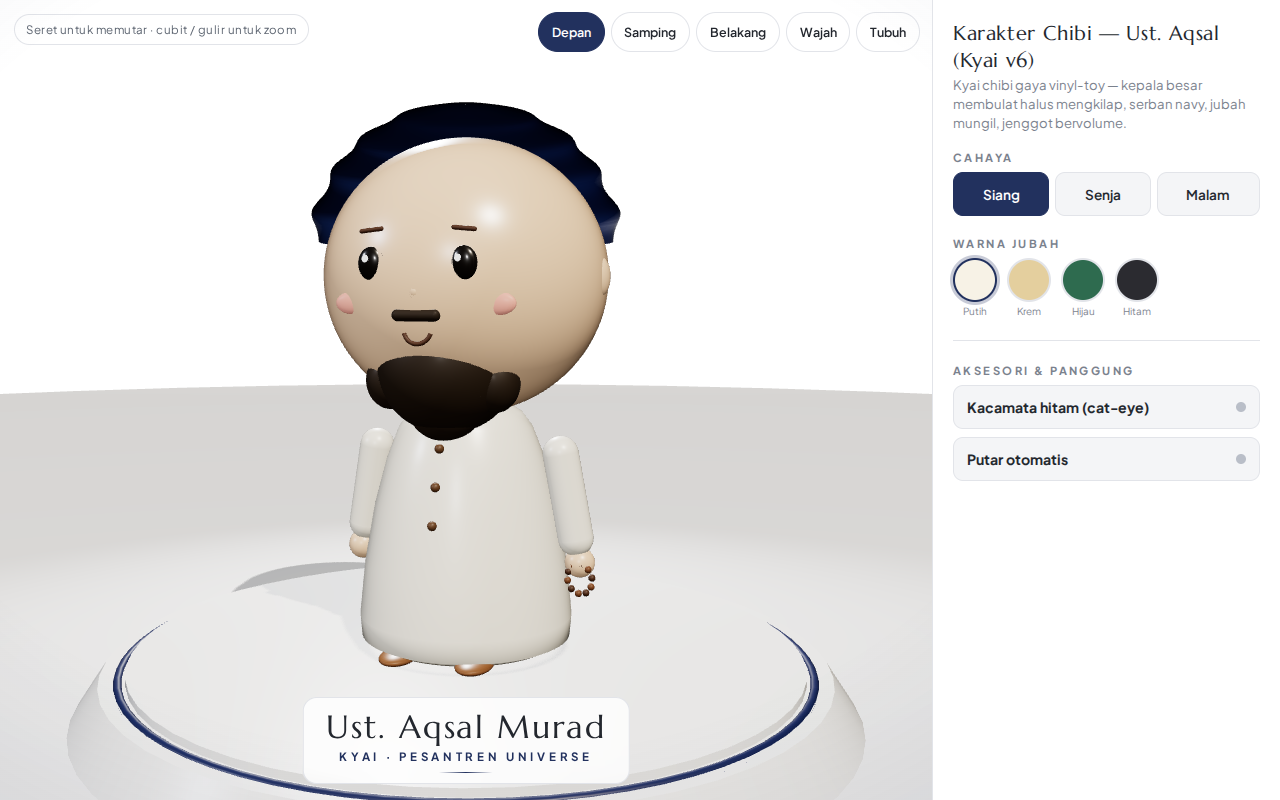 Seret untuk memutar · cubit / gulir untuk zoom
Depan
Samping
Belakang
Wajah
Tubuh
Karakter Chibi — Ust. Aqsal
(Kyai v6)
Kyai chibi gaya vinyl-toy — kepala besar
membulat halus mengkilap, serban navy, jubah
mungil, jenggot bervolume.
CAHAYA
Siang
Senja
Malam
WARNA JUBAH
Putih
Krem
Hijau
Hitam
AKSESORI & PANGGUNG
Kacamata hitam (cat-eye)
Putar otomatis
Ust. Aqsal Murad
KYAI · PESANTREN UNIVERSE